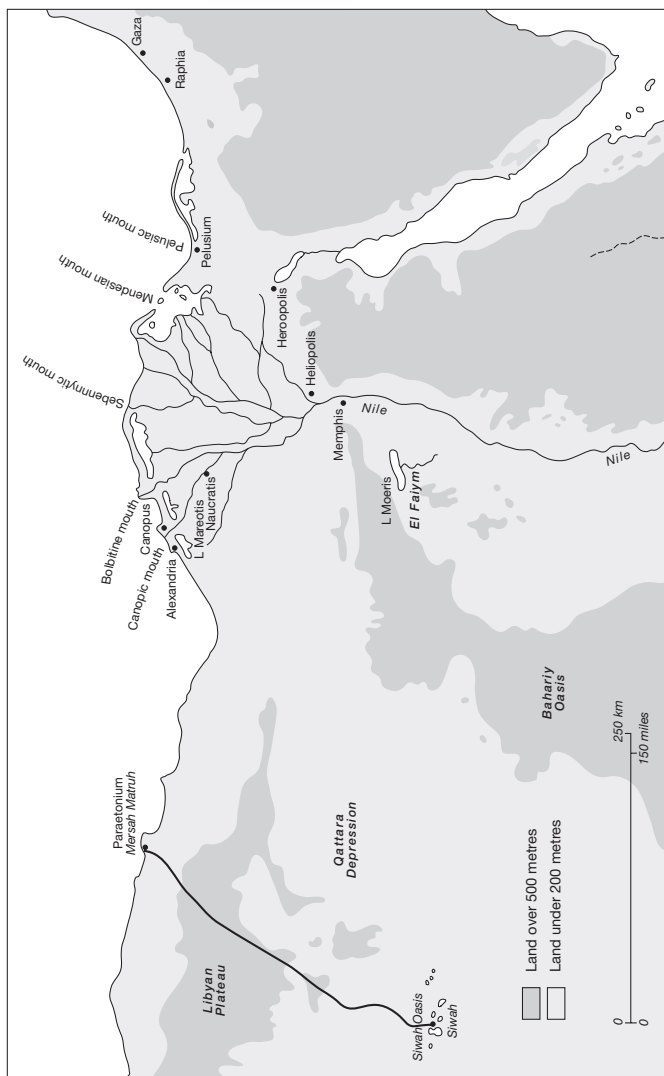 Gaza
Raphia
Pelusiac mouth
Pelusium
Mendesian mouth
Heroopolis
Heliopolis
Sebennytic mouth
Memphis
Nile
Nile
L Moeris
El Faiym
Bolbitine mouth
Canopus
Canopic mouth
Alexandria
L Mareotis
Naucratis
Paraetonium
Mersah Matruh
Libyan
Plateau
Qattara
Depression
Bahariy
Oasis
Siwah Oasis
Siwah
Land over 500 metres
Land under 200 metres
0 250 km
0 150 miles